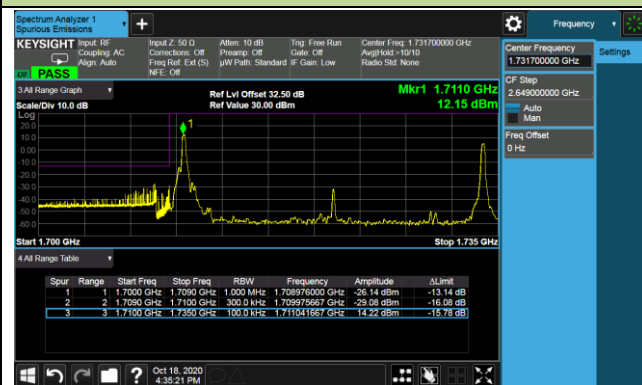 Spectrum Analyzer 1
Spurious Emissions
Frequency
KEYSIGHT
Input: RF
Coupling: AC
Align: Auto
Input Z: 50 Ω
Corrections: Off
Freq Ref: Ext (S)
NFE: Off
Atten: 10 dB
Preamp: Off
µW Path: Standard
Trig: Free Run
Gate: Off
IF Gain: Low
Center Freq: 1.731700000 GHz
Avg|Hold:>10/10
Radio Std: None
PASS
Center Frequency
1.731700000 GHz
Settings
CF Step
2.649000000 GHz
Auto
Man
Freq Offset
0 Hz
3 All Range Graph
Scale/Div 10.0 dB
Ref Lvl Offset 32.50 dB
Ref Value 30.00 dBm
Mkr1 1.7110 GHz
12.15 dBm
Log
20.0
10.0
0.00
-10.0
-20.0
-30.0
-40.0
-50.0
-60.0
1
Start 1.700 GHz
Stop 1.735 GHz
4 All Range Table
Spur Range Start Freq Stop Freq RBW Frequency Amplitude ΔLimit
1 1 1.7000 GHz 1.7090 GHz 1.000 MHz 1.708976000 GHz -26.14 dBm -13.14 dB
2 2 1.7090 GHz 1.7100 GHz 300.0 kHz 1.709975667 GHz -29.08 dBm -16.08 dB
3 3 1.7100 GHz 1.7350 GHz 100.0 kHz 1.711041667 GHz 14.22 dBm -15.78 dB
?
Oct 18, 2020
4:35:21 PM